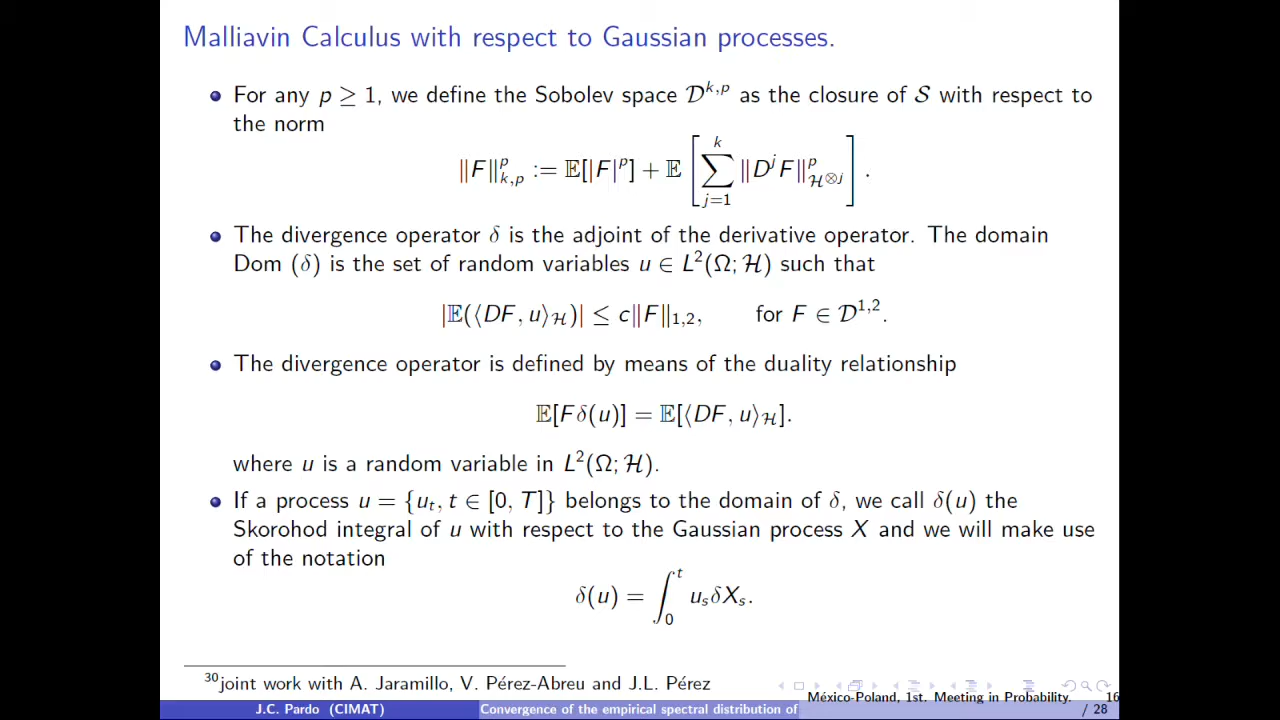 Malliavin Calculus with respect to Gaussian processes.
For any p ≥ 1, we define the Sobolev space 𝒟^{k,p} as the closure of 𝒮 with respect to
the norm
‖F‖^p_{k,p} := 𝔼[|F|^p] + 𝔼 [ ∑_{j=1}^{k} ‖D^j F‖^p_{ℋ^{⊗j}} ] .
The divergence operator δ is the adjoint of the derivative operator. The domain
Dom (δ) is the set of random variables u ∈ L²(Ω; ℋ) such that
|𝔼(⟨DF, u⟩_ℋ)| ≤ c‖F‖_{1,2}, for F ∈ 𝒟^{1,2}.
The divergence operator is defined by means of the duality relationship
𝔼[Fδ(u)] = 𝔼[⟨DF, u⟩_ℋ].
where u is a random variable in L²(Ω; ℋ).
If a process u = {u_t, t ∈ [0, T]} belongs to the domain of δ, we call δ(u) the
Skorohod integral of u with respect to the Gaussian process X and we will make use
of the notation
δ(u) = ∫_0^t u_s δX_s.
³⁰joint work with A. Jaramillo, V. Pérez-Abreu and J.L. Pérez
México-Poland, 1st. Meeting in Probability. 16
J.C. Pardo (CIMAT) Convergence of the empirical spectral distribution of / 28